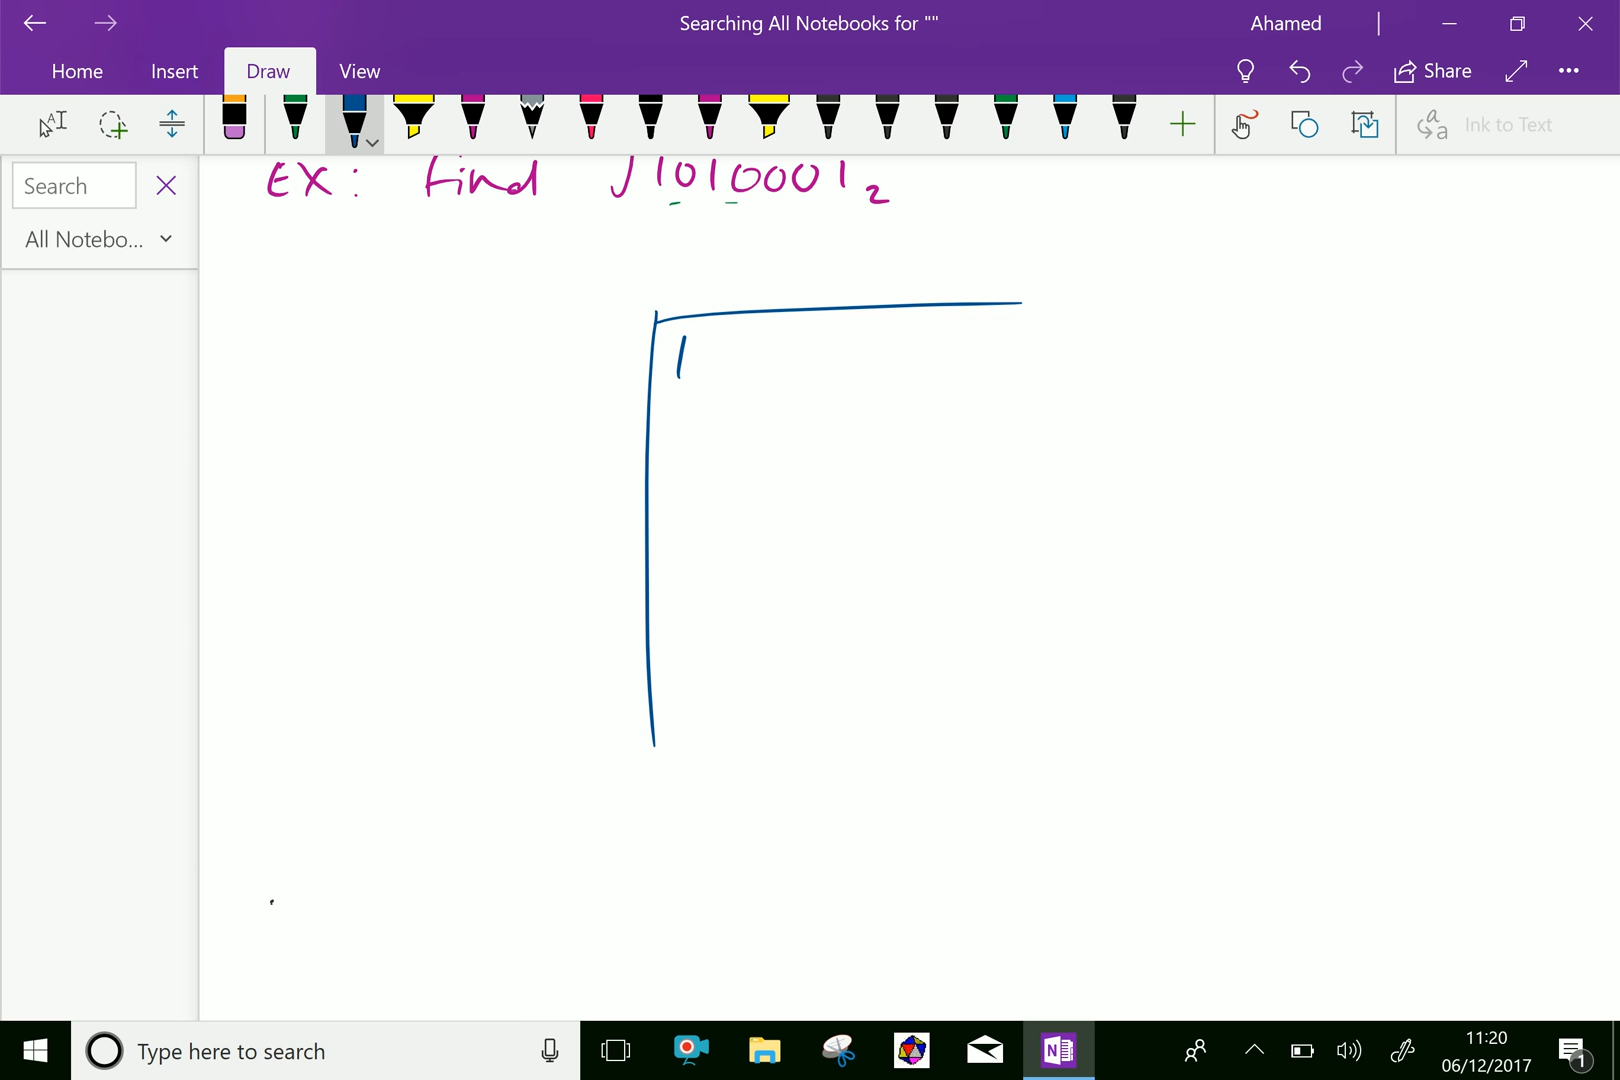 Searching All Notebooks for ""
Ahamed
Home
Insert
Draw
View
Share
Ink to Text
Search
All Notebo...
EX: find √1010001₂
1
Type here to search
11:20
06/12/2017
1